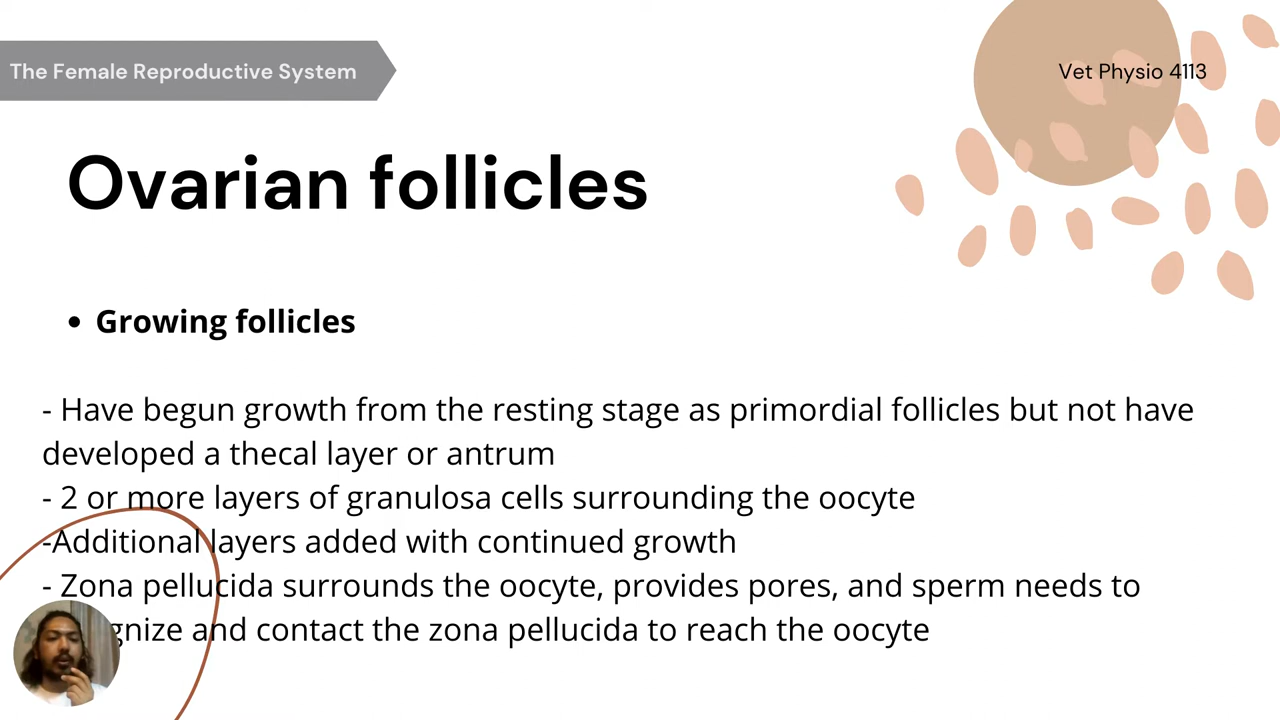 The Female Reproductive System
Vet Physio 4113
Ovarian follicles
• Growing follicles
- Have begun growth from the resting stage as primordial follicles but not have
developed a thecal layer or antrum
- 2 or more layers of granulosa cells surrounding the oocyte
-Additional layers added with continued growth
- Zona pellucida surrounds the oocyte, provides pores, and sperm needs to
and contact the zona pellucida to reach the oocyte